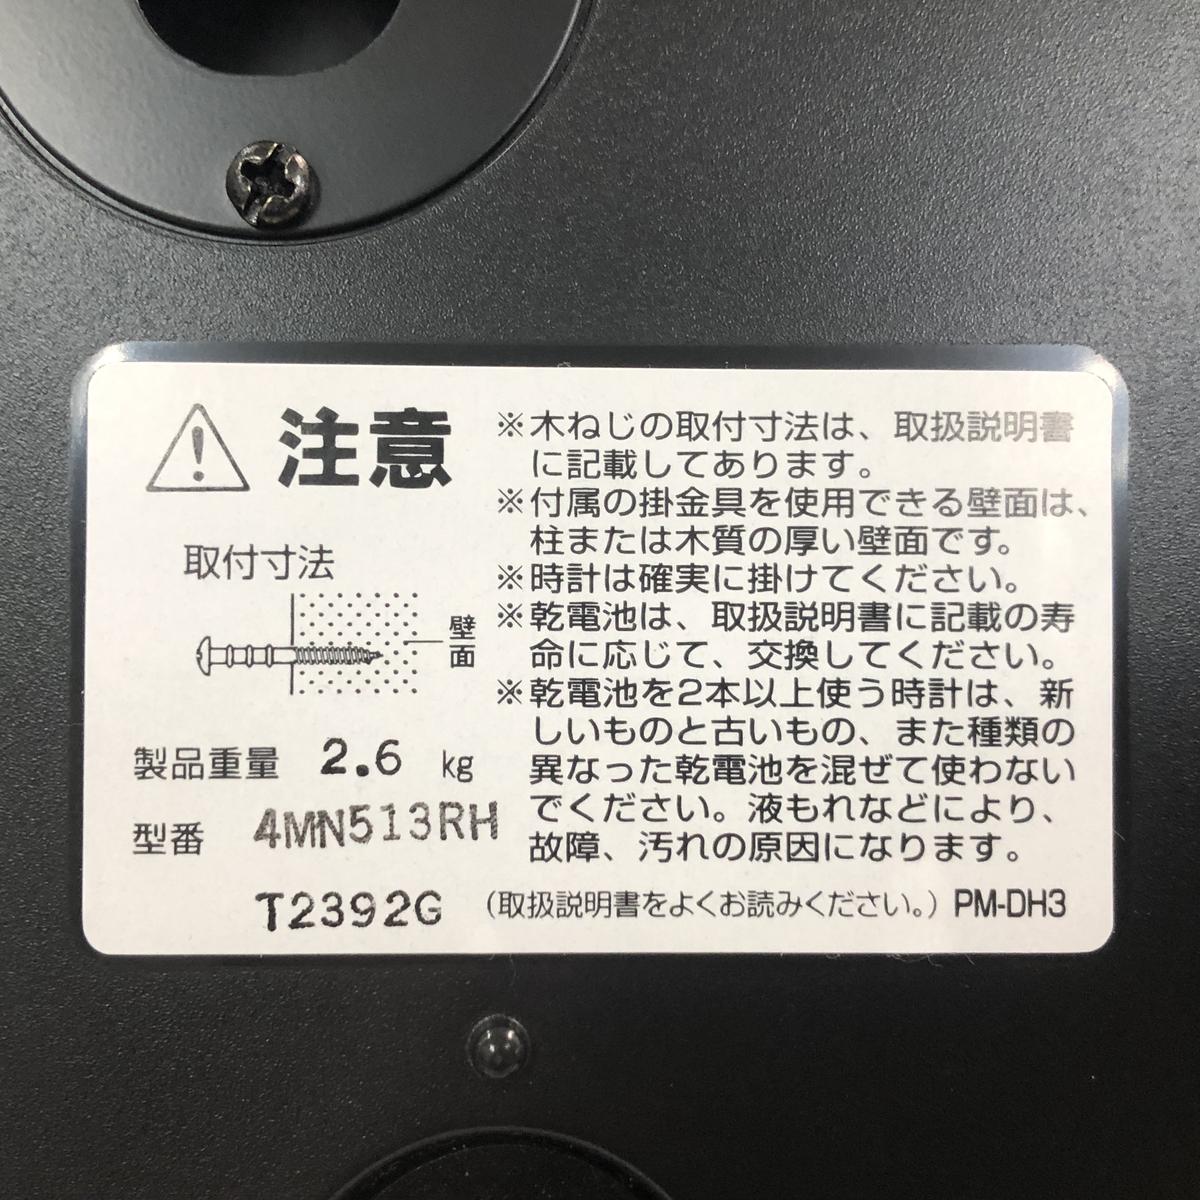 注意
取付寸法
壁面
製品重量 2.6 kg
型番 4MN513RH
T2392G
※木ねじの取付寸法は、取扱説明書
に記載してあります。
※付属の掛金具を使用できる壁面は、
柱または木質の厚い壁面です。
※時計は確実に掛けてください。
※乾電池は、取扱説明書に記載の寿
命に応じて、交換してください。
※乾電池を2本以上使う時計は、新
しいものと古いもの、また種類の
異なった乾電池を混ぜて使わない
でください。液もれなどにより、
故障、汚れの原因になります。
(取扱説明書をよくお読みください。) PM-DH3